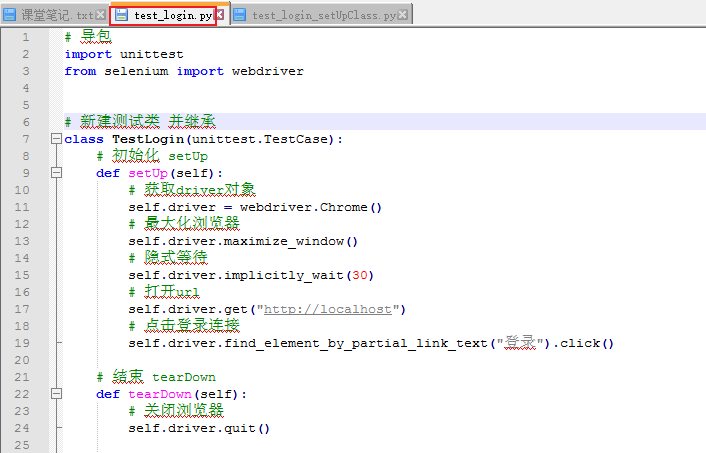 课堂笔记.txt test_login.py test_login_setUpClass.py
1 # 导包
2 import unittest
3 from selenium import webdriver
4
5
6 # 新建测试类 并继承
7 class TestLogin(unittest.TestCase):
8 # 初始化 setUp
9 def setUp(self):
10 # 获取driver对象
11 self.driver = webdriver.Chrome()
12 # 最大化浏览器
13 self.driver.maximize_window()
14 # 隐式等待
15 self.driver.implicitly_wait(30)
16 # 打开url
17 self.driver.get("http://localhost")
18 # 点击登录连接
19 self.driver.find_element_by_partial_link_text("登录").click()
20
21 # 结束 tearDown
22 def tearDown(self):
23 # 关闭浏览器
24 self.driver.quit()
25